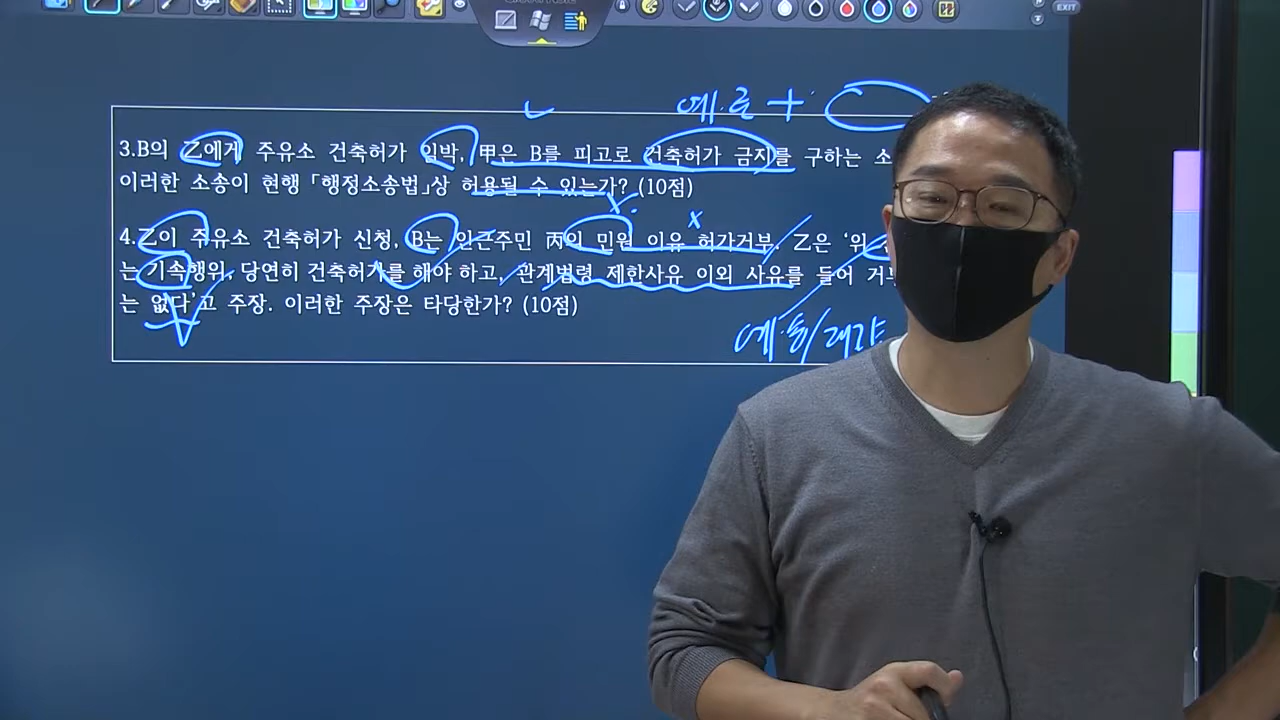 EXIT
예.로 +
3.B의 乙에게 주유소 건축허가 임박, 甲은 B를 피고로 건축허가 금지를 구하는 소
이러한 소송이 현행 「행정소송법」상 허용될 수 있는가? (10점)
4.乙이 주유소 건축허가 신청, B는 인근주민 丙의 민원 이유 허가거부. 乙은 ‘위
는 기속행위, 당연히 건축허가를 해야 하고, 관계법령 제한사유 이외 사유를 들어 거부
는 없다’고 주장. 이러한 주장은 타당한가? (10점)